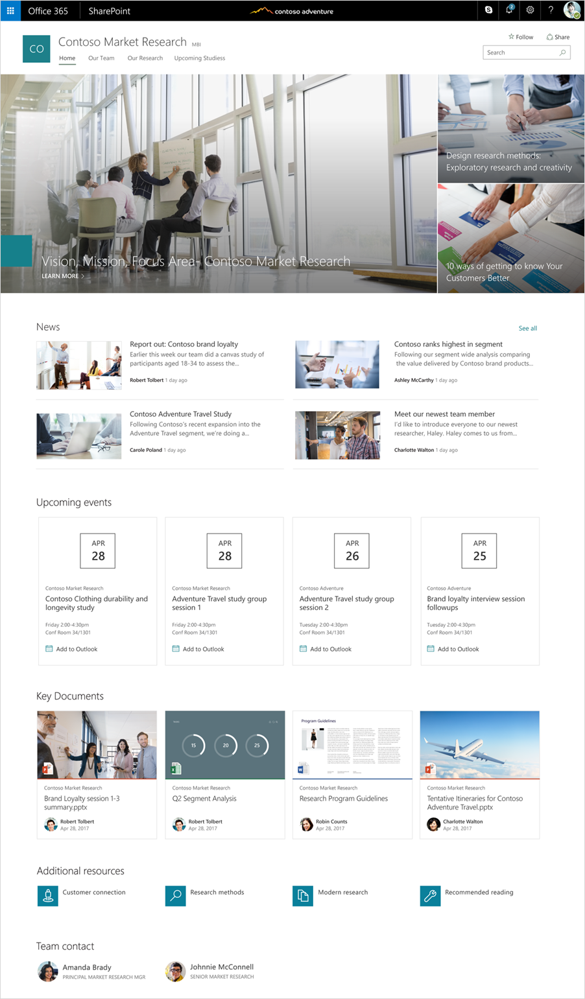 Office 365
SharePoint
contoso adventure
2
?
CO
Contoso Market Research MBI
Follow
Share
Home
Our Team
Our Research
Upcoming Studiess
Search
Design research methods:
Exploratory research and creativity
Vision, Mission, Focus Area- Contoso Market Research
LEARN MORE
10 ways of getting to know Your
Customers Better
News
See all
Report out: Contoso brand loyalty
Earlier this week our team did a canvas study of
participants aged 18-34 to assess the...
Robert Tolbert 1 day ago
Contoso ranks highest in segment
Following our segment wide analysis comparing
the value delivered by Contoso brand products...
Ashley McCarthy 1 day ago
Contoso Adventure Travel Study
Following Contoso's recent expansion into the
Adventure Travel segment, we're doing a...
Carole Poland 1 day ago
Meet our newest team member
I'd like to introduce everyone to our newest
researcher, Haley. Haley comes to us from...
Charlotte Walton 1 day ago
Upcoming events
APR
28
Contoso Market Research
Contoso Clothing durability and
longevity study
Friday 2:00-4:30pm
Conf Room 34/1301
Add to Outlook
APR
28
Contoso Market Research
Adventure Travel study group
session 1
Friday 2:00-4:30pm
Conf Room 34/1301
Add to Outlook
APR
26
Contoso Adventure
Adventure Travel study group
session 2
Tuesday 2:00-4:30pm
Conf Room 34/1301
Add to Outlook
APR
25
Contoso Adventure
Brand loyalty interview session
followups
Tuesday 2:00-4:30pm
Conf Room 34/1301
Add to Outlook
Key Documents
Contoso Market Research
Brand Loyalty session 1-3
summary.pptx
Robert Tolbert
Apr 28, 2017
15
20
25
Contoso Market Research
Q2 Segment Analysis
Robert Tolbert
Apr 28, 2017
Program Guidelines
Contoso Market Research
Research Program Guidelines
Robin Counts
Apr 28, 2017
Contoso Market Research
Tentative Itineraries for Contoso
Adventure Travel.pptx
Charlotte Walton
Apr 28, 2017
Additional resources
Customer connection
Research methods
Modern research
Recommended reading
Team contact
Amanda Brady
PRINCIPAL MARKET RESEARCH MGR
Johnnie McConnell
SENIOR MARKET RESEARCH